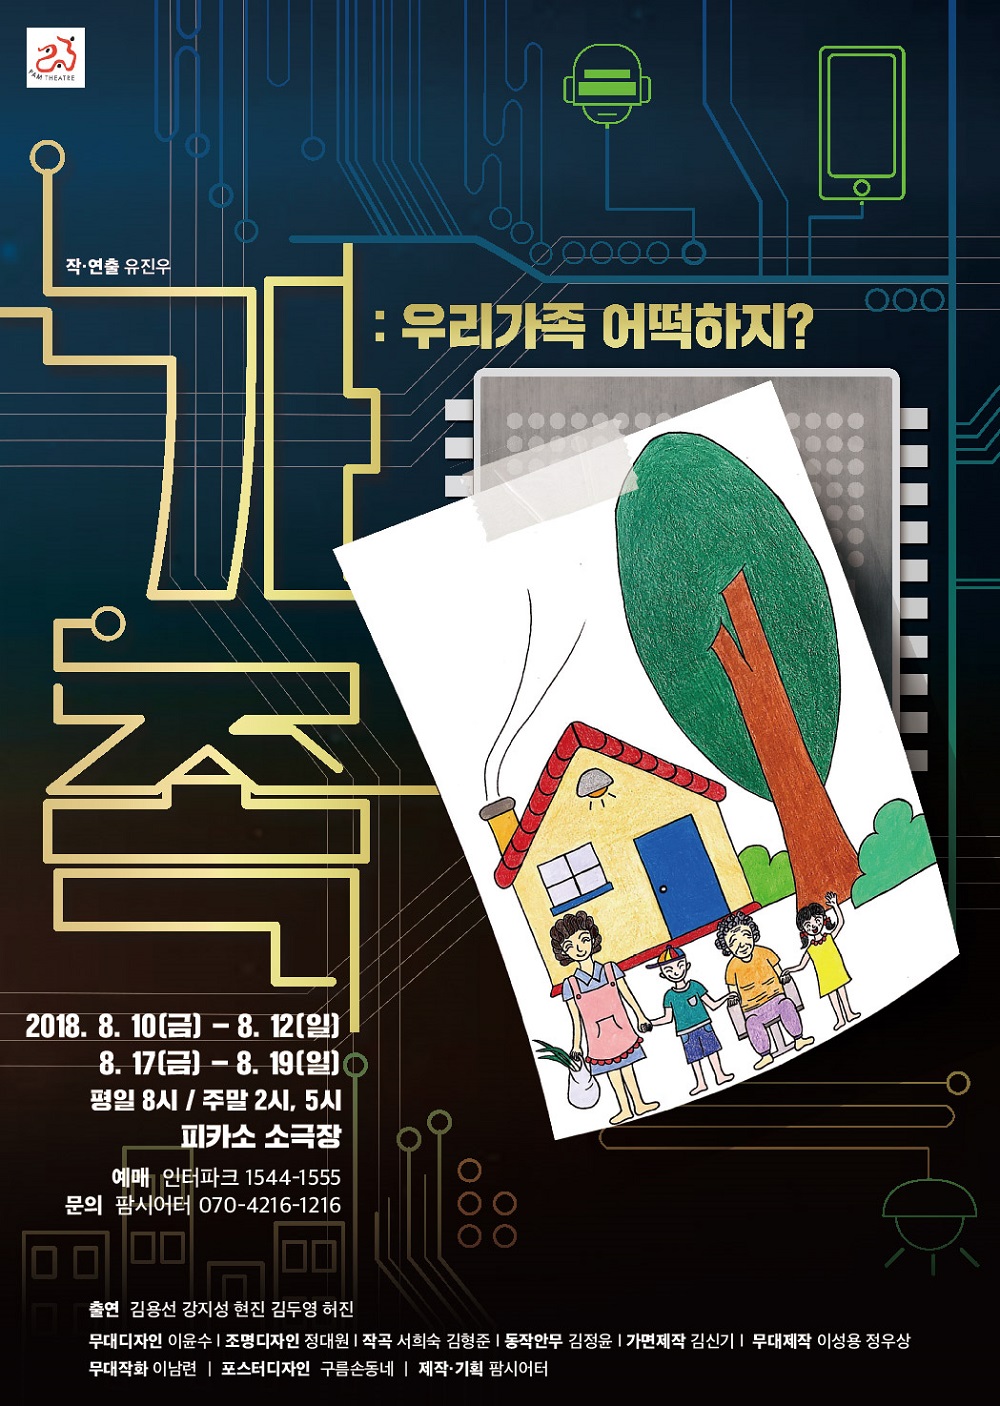 PAM THEATRE
작·연출 유진우
가
족
: 우리가족 어떡하지?
2018. 8. 10(금) – 8. 12(일)
8. 17(금) – 8. 19(일)
평일 8시 / 주말 2시, 5시
피카소 소극장
예매 인터파크 1544-1555
문의 팜시어터 070-4216-1216
출연 김용선 강지성 현진 김두영 허진
무대디자인 이윤수 I 조명디자인 정대원 I 작곡 서희숙 김형준 I 동작안무 김정윤 I 가면제작 김신기 I 무대제작 이성용 정우상
무대작화 이남련 | 포스터디자인 구름손동네 | 제작·기획 팜시어터